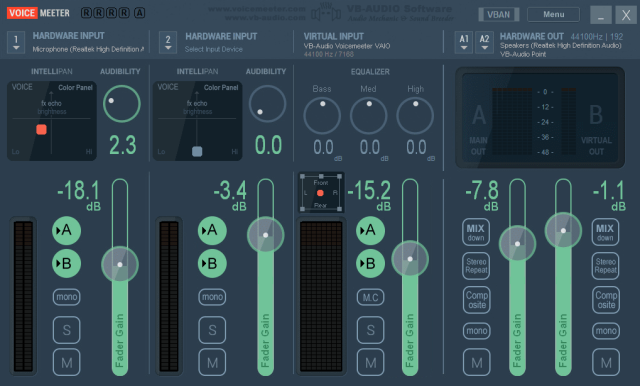 VOICEMEETER R R R R A
www.voicemeeter.com
www.vb-audio.com
VB-AUDIO Software
Audio Mechanic & Sound Breeder
VBAN Menu _ X
1 HARDWARE INPUT
Microphone (Realtek High Definition A
2 HARDWARE INPUT
Select Input Device
VIRTUAL INPUT
VB-Audio Voicemeeter VAIO
44100 Hz / 7168
A1 A2 HARDWARE OUT 44100Hz | 192
Speakers (Realtek High Definition Audio)
VB-Audio Point
INTELLIPAN AUDIBILITY
VOICE Color Panel
fx echo
brightness
Lo Hi
2.3
INTELLIPAN AUDIBILITY
VOICE Color Panel
fx echo
brightness
Lo Hi
0.0
EQUALIZER
Bass Med High
0.0 0.0 0.0
dB dB dB
A B
- 0 -
- 12 -
- 24 -
- 36 -
- 48 -
MAIN OUT
VIRTUAL OUT
-18.1
dB
A
B
mono
S
M
Fader Gain
-3.4
dB
A
B
mono
S
M
Fader Gain
Front
L R
Rear
-15.2
dB
A
B
M.C
S
M
Fader Gain
-7.8
dB
MIX
down
Stereo
Repeat
Comp
osite
mono
M
Fader Gain
Fader Gain
-1.1
dB
MIX
down
Stereo
Repeat
Comp
osite
mono
M